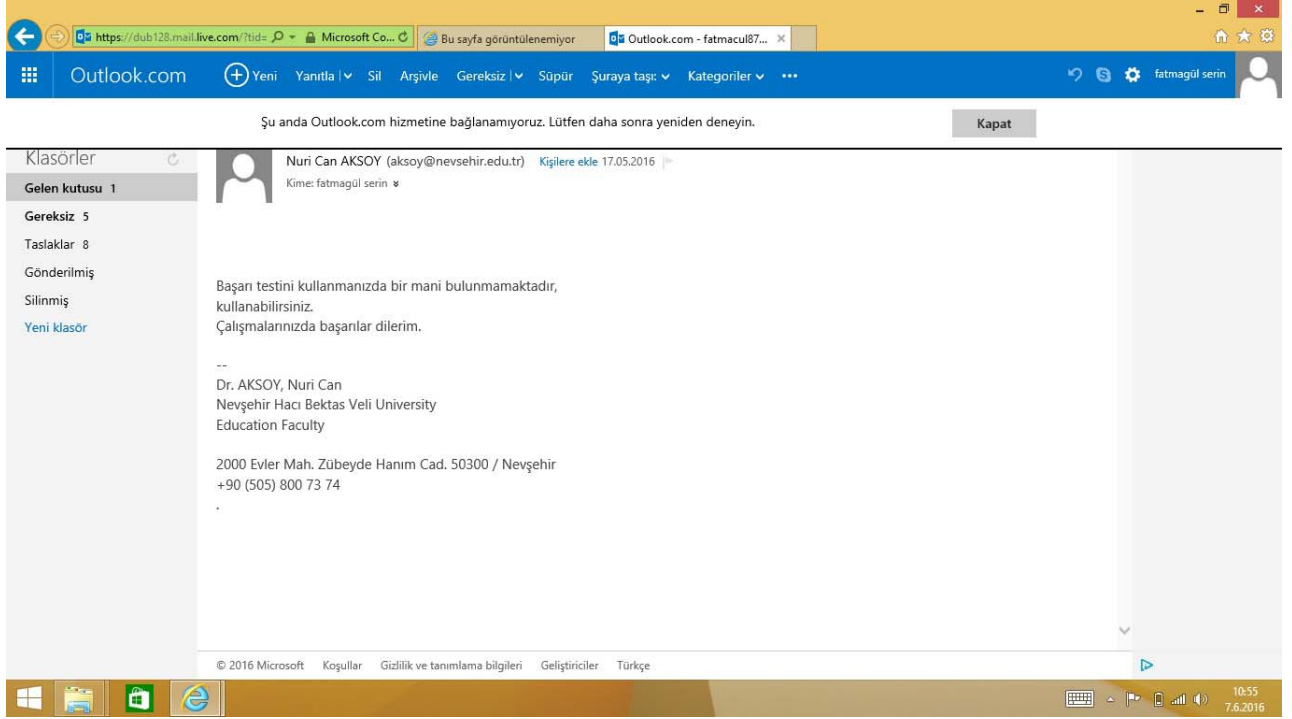 https://dub128.mail.live.com/?tid= Microsoft Co... Bu sayfa görüntülenemiyor Outlook.com - fatmacul87...
Outlook.com Yeni Yanıtla Sil Arşivle Gereksiz Süpür Şuraya taşı: Kategoriler ••• fatmagül serin
Şu anda Outlook.com hizmetine bağlanamıyoruz. Lütfen daha sonra yeniden deneyin. Kapat
Klasörler
Gelen kutusu 1
Gereksiz 5
Taslaklar 8
Gönderilmiş
Silinmiş
Yeni klasör
Nuri Can AKSOY (aksoy@nevsehir.edu.tr) Kişilere ekle 17.05.2016
Kime: fatmagül serin
Başarı testini kullanmanızda bir mani bulunmamaktadır,
kullanabilirsiniz.
Çalışmalarınızda başarılar dilerim.
--
Dr. AKSOY, Nuri Can
Nevşehir Hacı Bektas Veli University
Education Faculty
2000 Evler Mah. Zübeyde Hanım Cad. 50300 / Nevşehir
+90 (505) 800 73 74
.
© 2016 Microsoft Koşullar Gizlilik ve tanımlama bilgileri Geliştiriciler Türkçe
10:55
7.6.2016